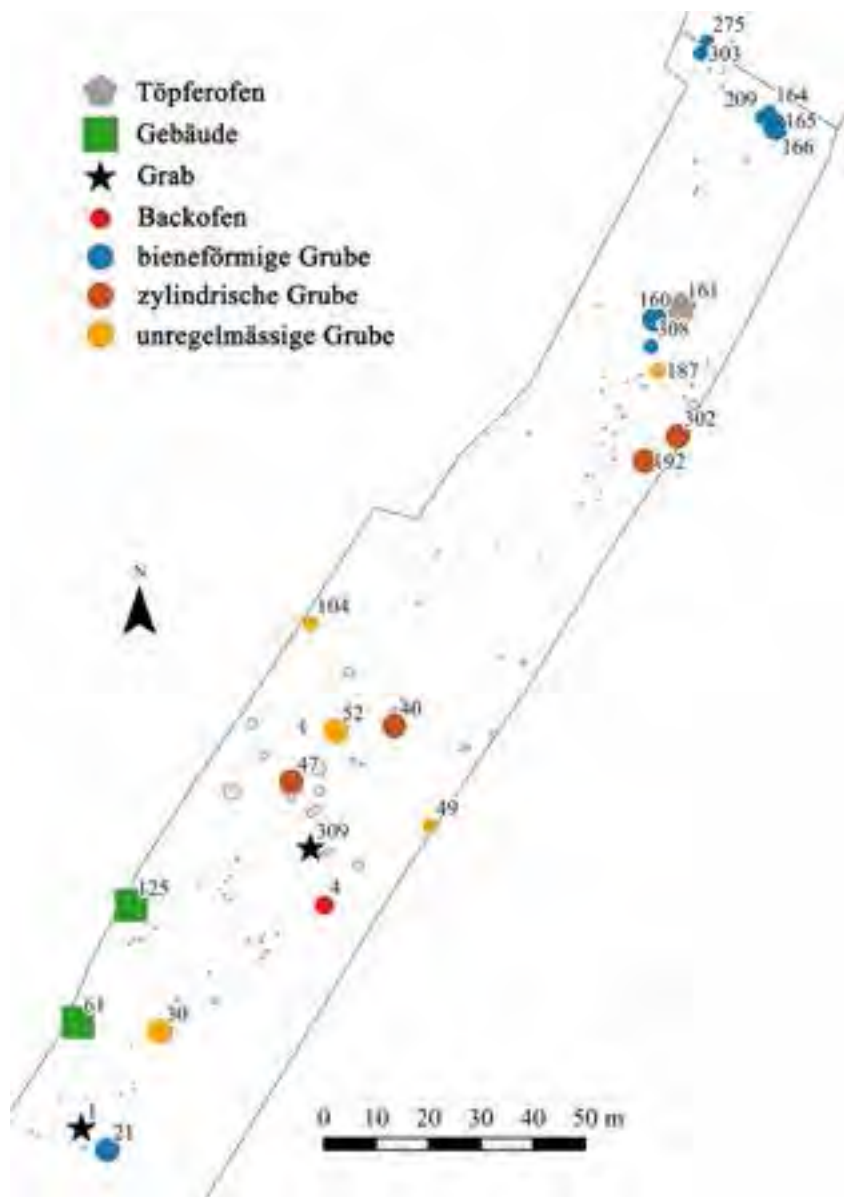 275
303
Töpferofen
209 164
Gebäude
165
166
Grab
Backofen
bieneförmige Grube
160 161
zylindrische Grube
308
unregelmässige Grube
187
302
192
N
104
52 40
47
49
309
4
125
61 30
1
21
0 10 20 30 40 50 m